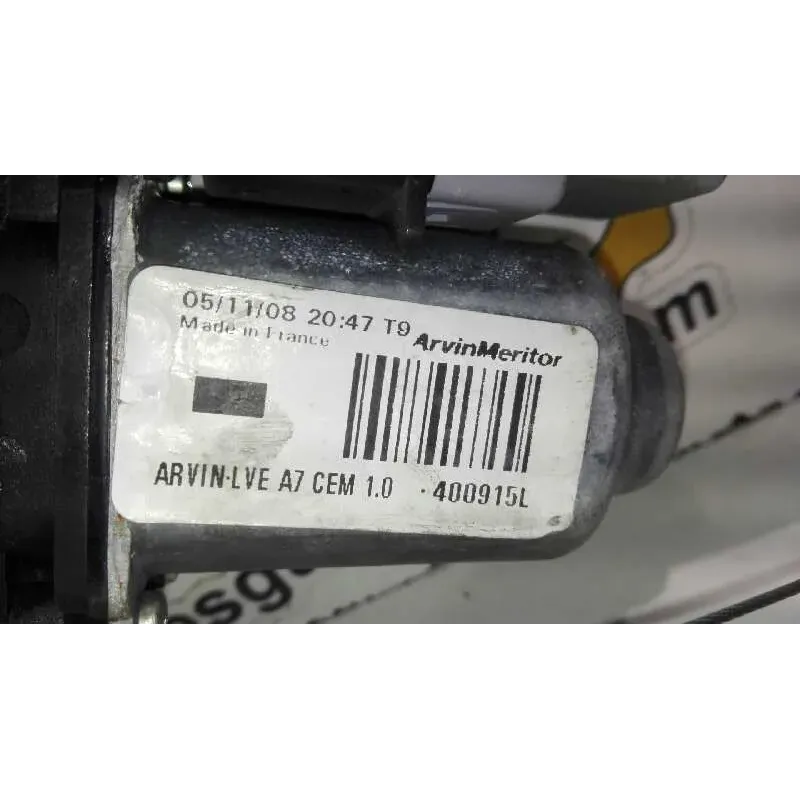 05/11/08 20:47 T9
Made in France
ArvinMeritor
ARVIN·LVE A7 CEM 1.0 ·400915L